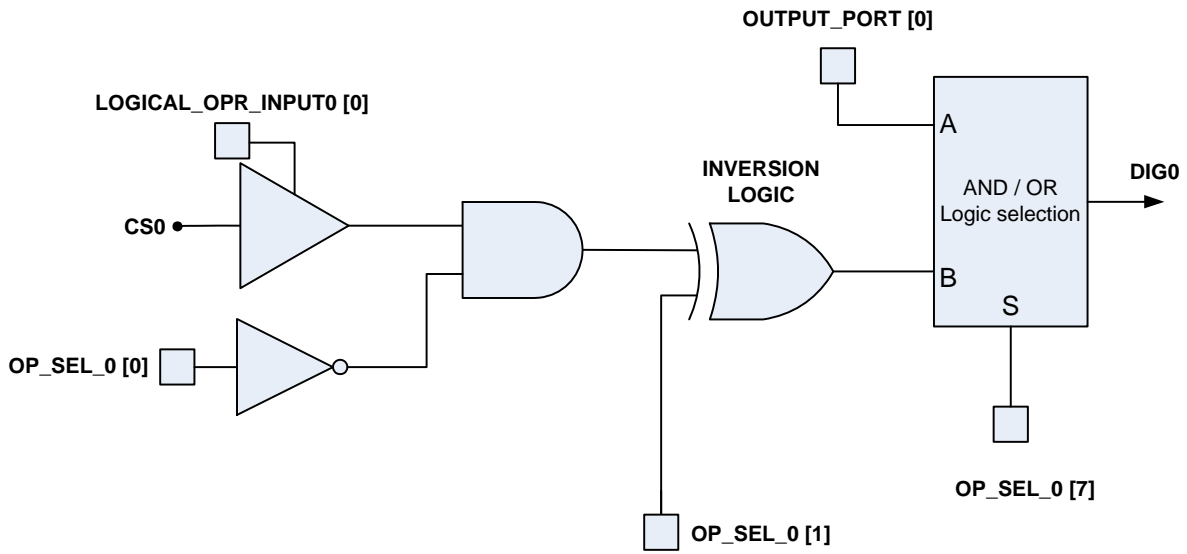 OUTPUT_PORT [0]
LOGICAL_OPR_INPUT0 [0]
A
INVERSION
LOGIC
DIG0
AND / OR
Logic selection
CS0
B
S
OP_SEL_0 [0]
OP_SEL_0 [7]
OP_SEL_0 [1]